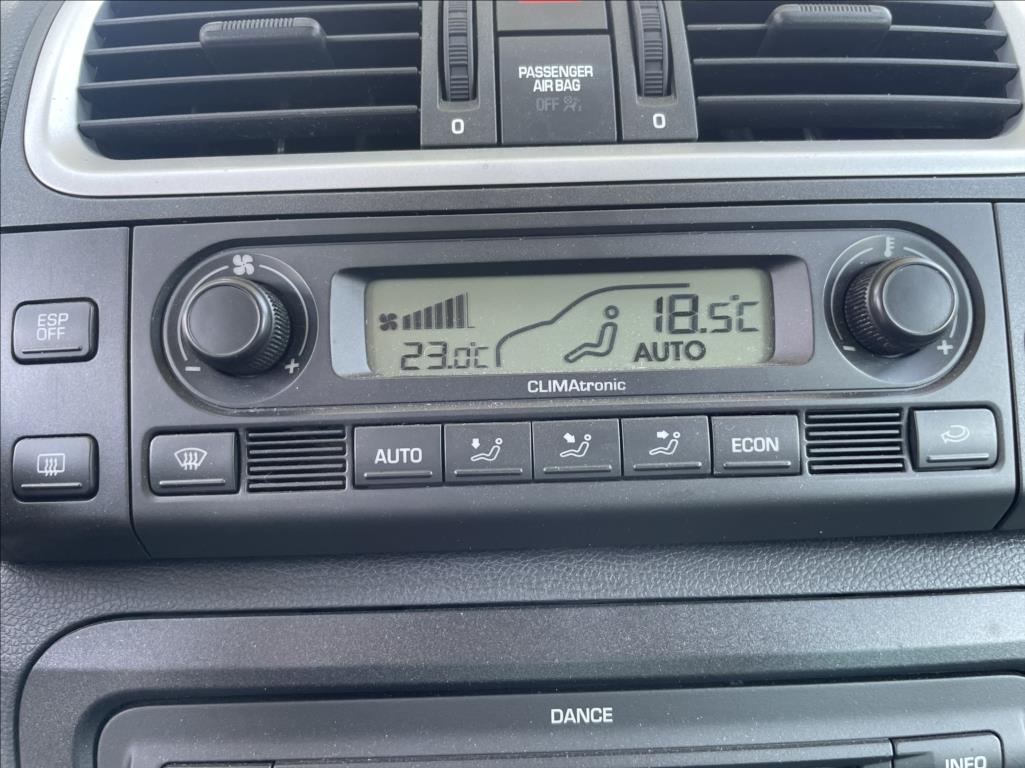 PASSENGER
AIR BAG
OFF
0
0
ESP
OFF
- +
23.0°C
18.5°C
AUTO
- +
CLIMAtronic
AUTO
ECON
DANCE
INFO